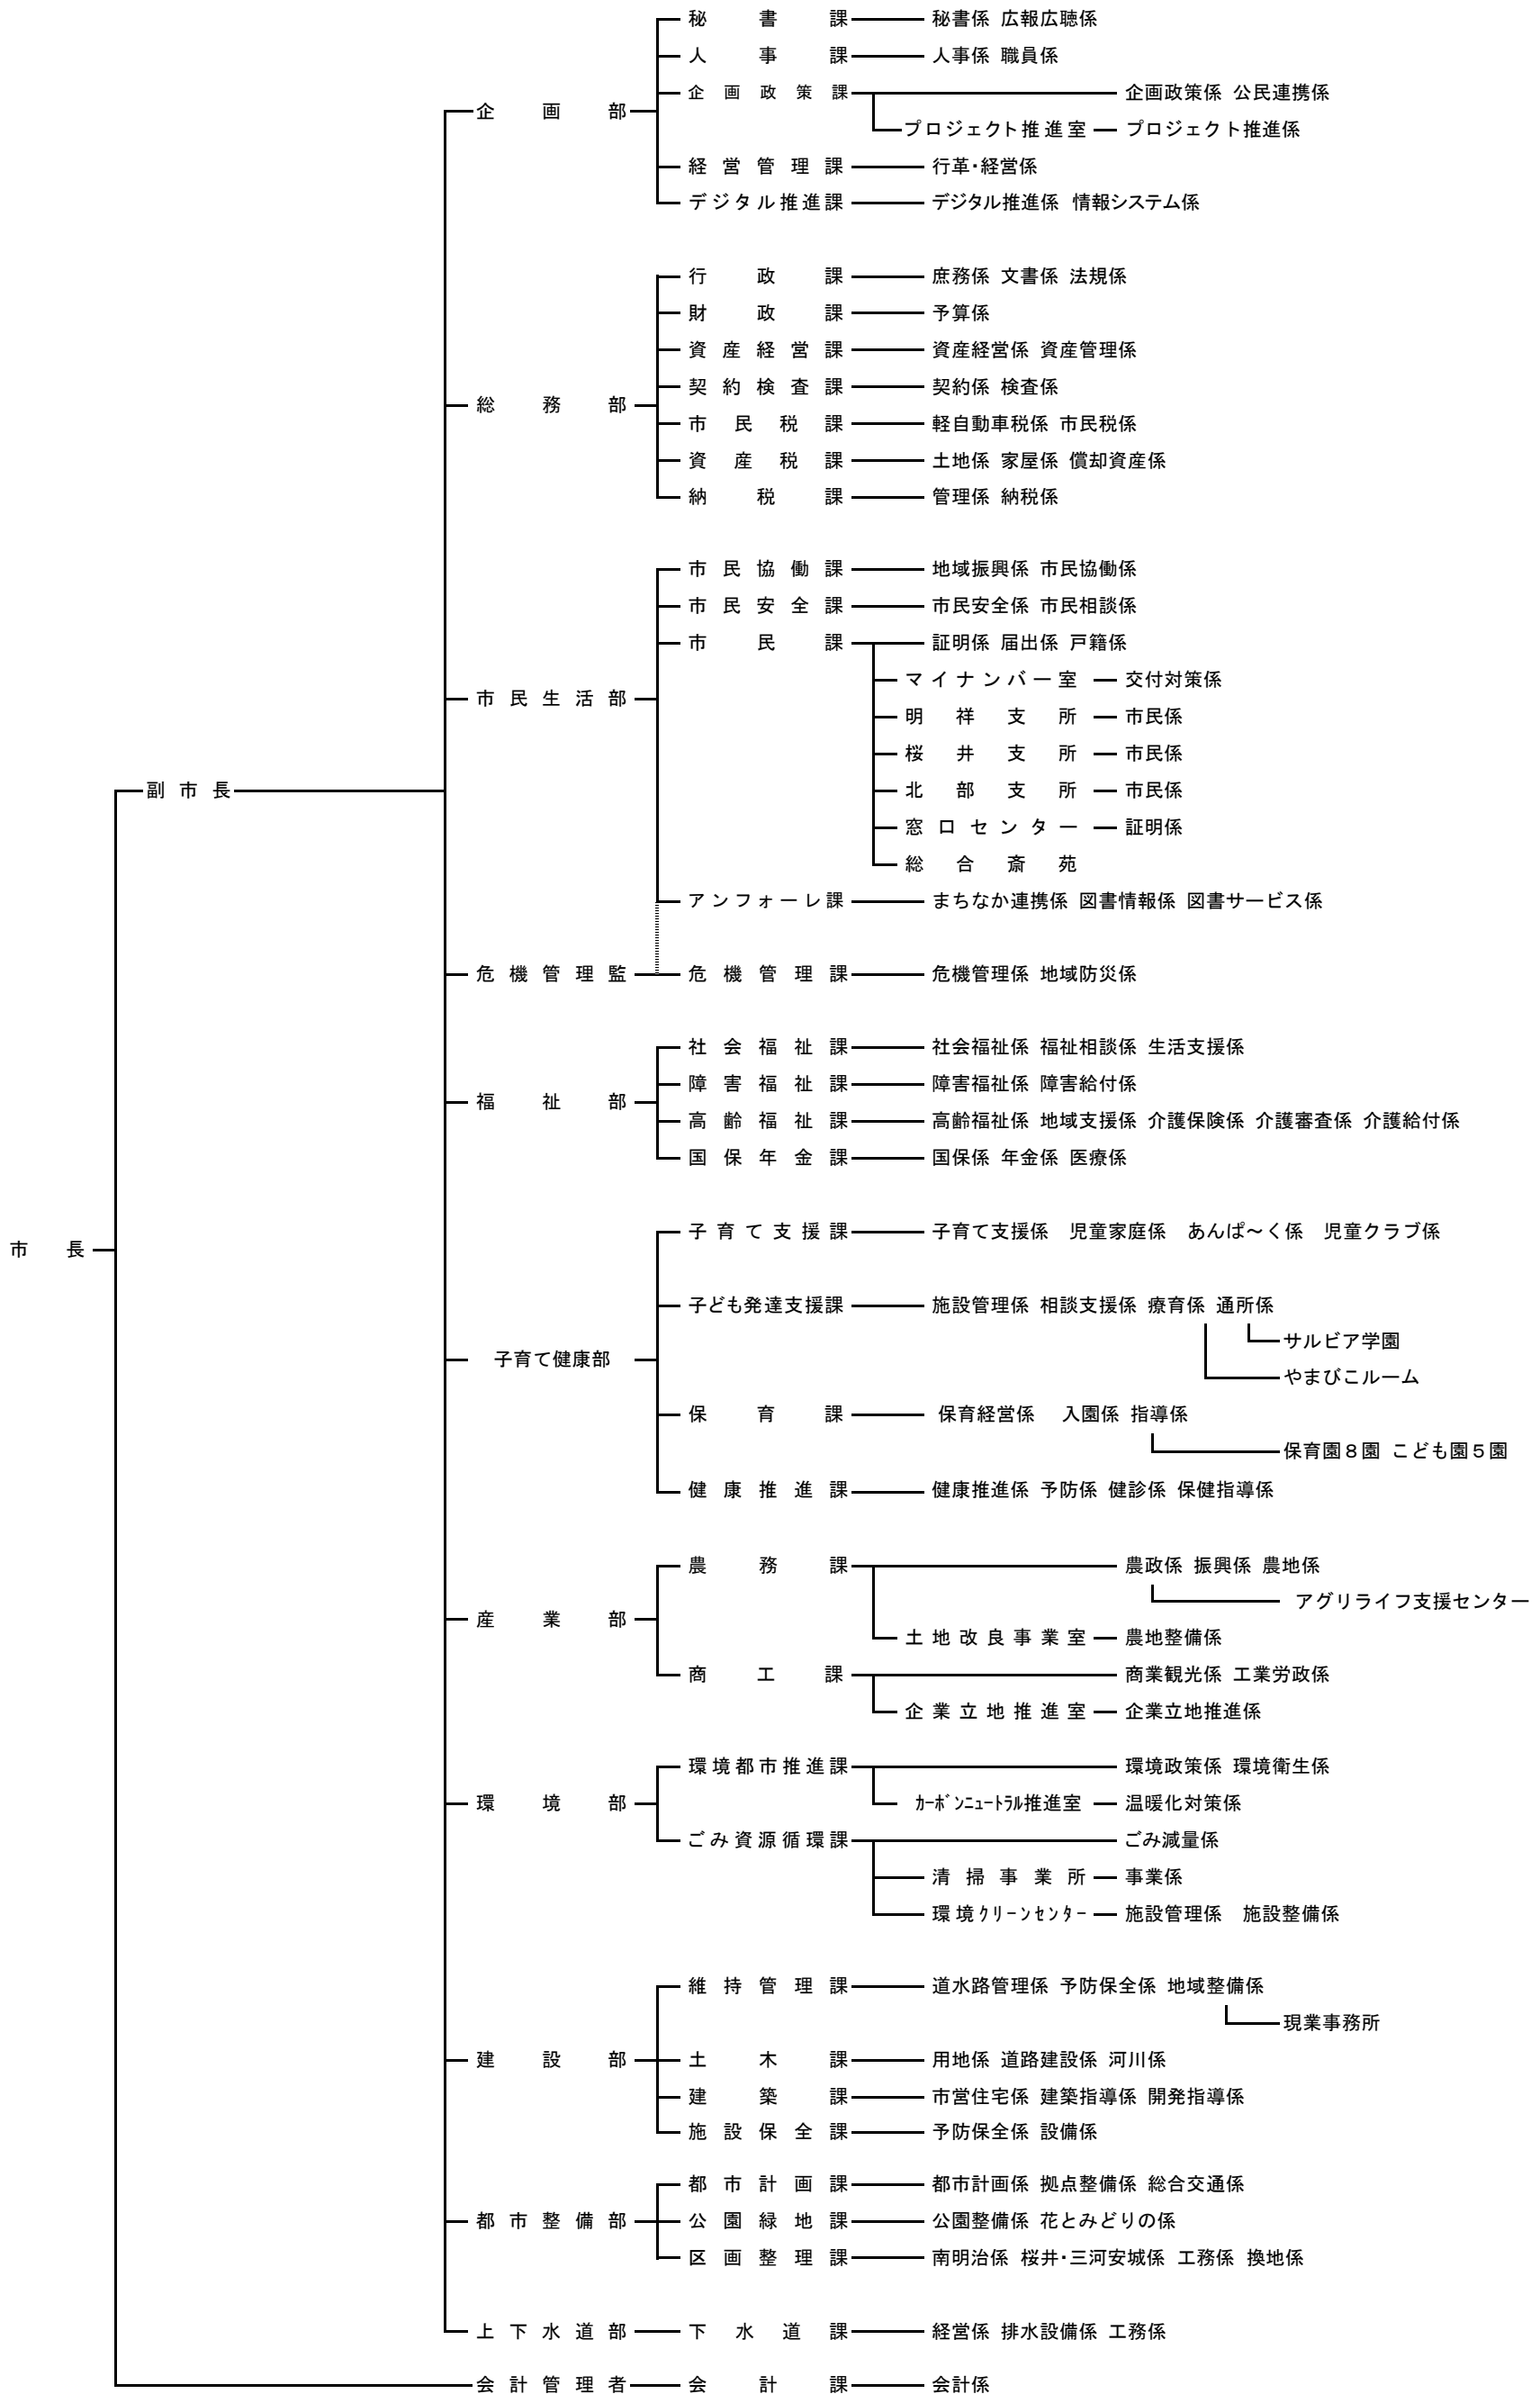 秘書課 秘書係 広報広聴係
人事課 人事係 職員係
企画政策課 企画政策係 公民連携係
企画部
プロジェクト推進室 プロジェクト推進係
経営管理課 行革・経営係
デジタル推進課 デジタル推進係 情報システム係
行政課 庶務係 文書係 法規係
財政課 予算係
資産経営課 資産経営係 資産管理係
契約検査課 契約係 検査係
総務部
市民税課 軽自動車税係 市民税係
資産税課 土地係 家屋係 償却資産係
納税課 管理係 納税係
市民協働課 地域振興係 市民協働係
市民安全課 市民安全係 市民相談係
市民課 証明係 届出係 戸籍係
マイナンバー室 交付対策係
市民生活部
明祥支所 市民係
桜井支所 市民係
副市長
北部支所 市民係
窓口センター 証明係
総合斎苑
アンフォーレ課 まちなか連携係 図書情報係 図書サービス係
危機管理監 危機管理課 危機管理係 地域防災係
社会福祉課 社会福祉係 福祉相談係 生活支援係
障害福祉課 障害福祉係 障害給付係
福祉部
高齢福祉課 高齢福祉係 地域支援係 介護保険係 介護審査係 介護給付係
国保年金課 国保係 年金係 医療係
子育て支援課 子育て支援係 児童家庭係 あんぱ～く係 児童クラブ係
市長
子ども発達支援課 施設管理係 相談支援係 療育係 通所係
サルビア学園
子育て健康部
やまびこルーム
保育課 保育経営係 入園係 指導係
保育園８園 こども園５園
健康推進課 健康推進係 予防係 健診係 保健指導係
農務課 農政係 振興係 農地係
アグリライフ支援センター
産業部
土地改良事業室 農地整備係
商工課 商業観光係 工業労政係
企業立地推進室 企業立地推進係
環境都市推進課 環境政策係 環境衛生係
環境部 ｶｰﾎﾞﾝﾆｭｰﾄﾗﾙ推進室 温暖化対策係
ごみ資源循環課 ごみ減量係
清掃事業所 事業係
環境ｸﾘｰﾝｾﾝﾀｰ 施設管理係 施設整備係
維持管理課 道水路管理係 予防保全係 地域整備係
現業事務所
建設部 土木課 用地係 道路建設係 河川係
建築課 市営住宅係 建築指導係 開発指導係
施設保全課 予防保全係 設備係
都市計画課 都市計画係 拠点整備係 総合交通係
都市整備部 公園緑地課 公園整備係 花とみどりの係
区画整理課 南明治係 桜井・三河安城係 工務係 換地係
上下水道部 下水道課 経営係 排水設備係 工務係
会計管理者 会計課 会計係